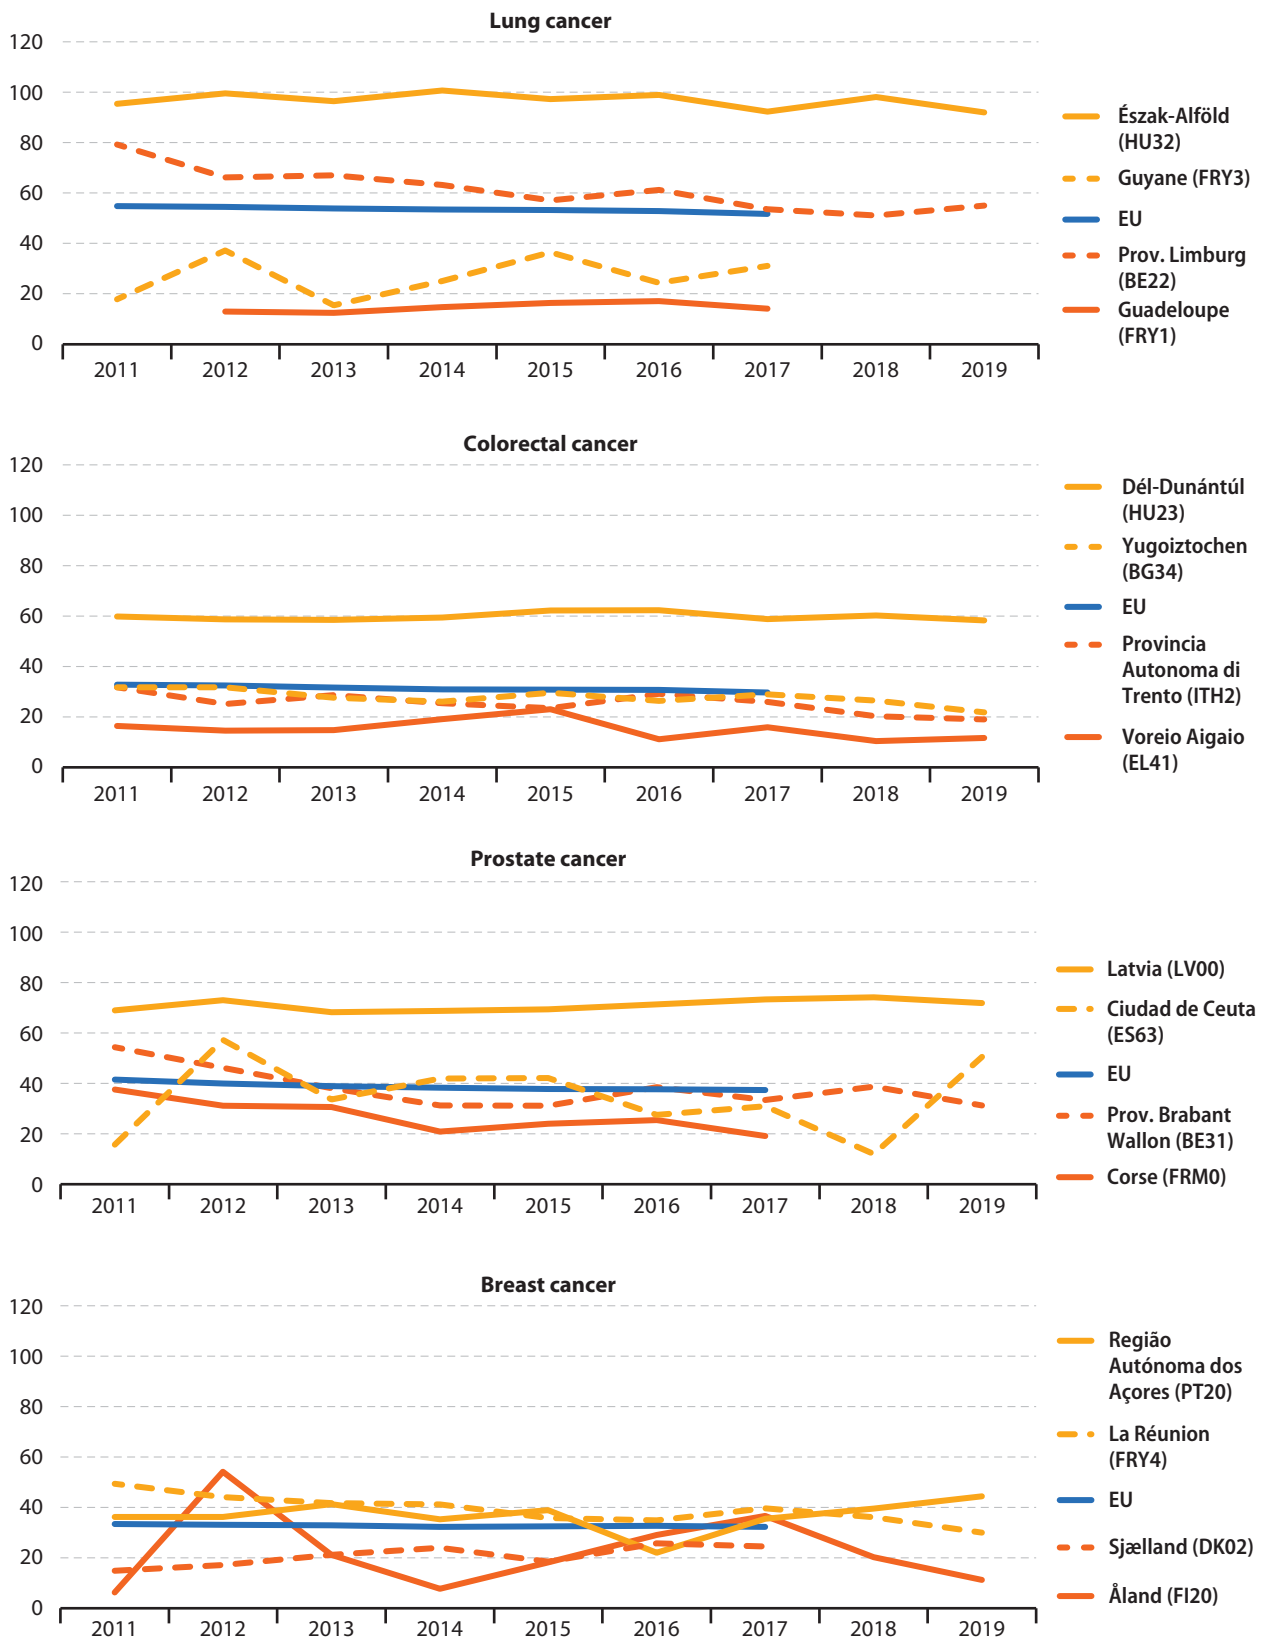 Lung cancer
120
100
80
60
40
20
0
2011 2012 2013 2014 2015 2016 2017 2018 2019
Észak-Alföld
(HU32)
Guyane (FRY3)
EU
Prov. Limburg
(BE22)
Guadeloupe
(FRY1)
Colorectal cancer
120
100
80
60
40
20
0
2011 2012 2013 2014 2015 2016 2017 2018 2019
Dél-Dunántúl
(HU23)
Yugoiztochen
(BG34)
EU
Provincia
Autonoma di
Trento (ITH2)
Voreio Aigaio
(EL41)
Prostate cancer
120
100
80
60
40
20
0
2011 2012 2013 2014 2015 2016 2017 2018 2019
Latvia (LV00)
Ciudad de Ceuta
(ES63)
EU
Prov. Brabant
Wallon (BE31)
Corse (FRM0)
Breast cancer
120
100
80
60
40
20
0
2011 2012 2013 2014 2015 2016 2017 2018 2019
Região
Autónoma dos
Açores (PT20)
La Réunion
(FRY4)
EU
Sjælland (DK02)
Åland (FI20)